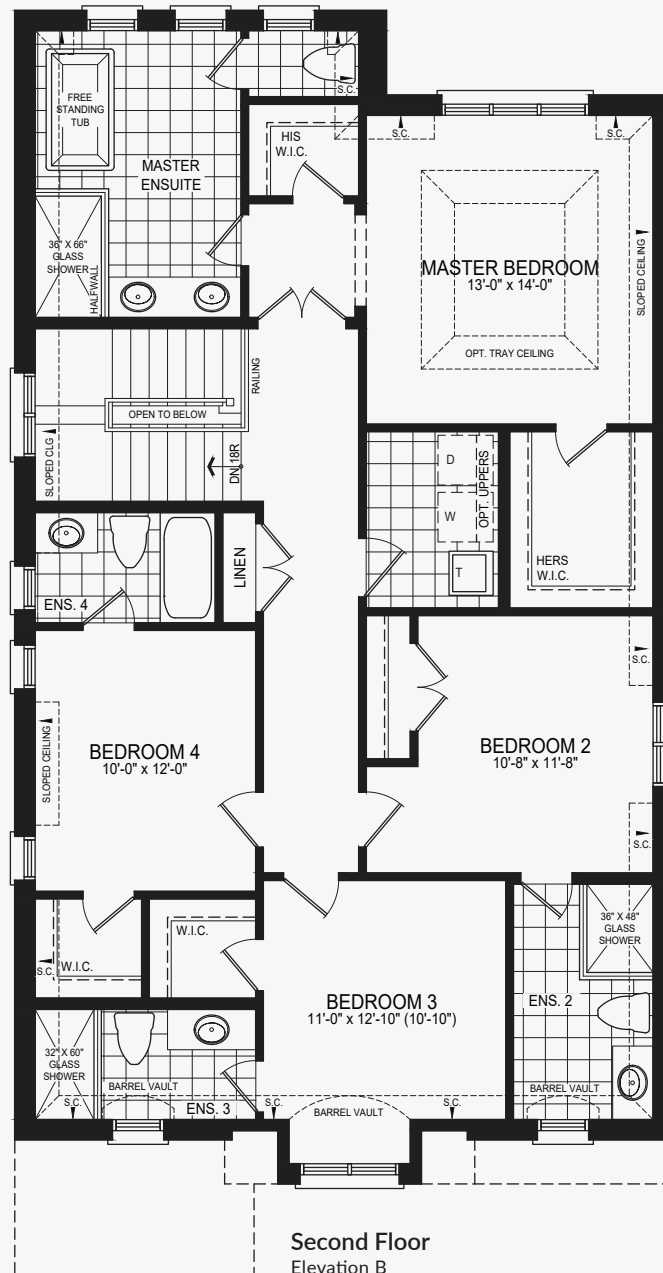 FREE
STANDING
TUB
MASTER
ENSUITE
S.C.
HIS
W.I.C.
S.C.
S.C.
36" X 66"
GLASS
SHOWER
HALFWALL
MASTER BEDROOM
13'-0" x 14'-0"
SLOPED CEILING
OPT. TRAY CEILING
RAILING
OPEN TO BELOW
SLOPED CLG
DN 18R
D
W
OPT. UPPERS
T
HERS
W.I.C.
LINEN
ENS. 4
S.C.
BEDROOM 4
10'-0" x 12'-0"
SLOPED CEILING
BEDROOM 2
10'-8" x 11'-8"
S.C.
W.I.C.
S.C.
W.I.C.
36" X 48"
GLASS
SHOWER
ENS. 2
BEDROOM 3
11'-0" x 12'-10" (10'-10")
32" X 60"
GLASS
SHOWER
BARREL VAULT
ENS. 3
S.C.
S.C.
BARREL VAULT
S.C.
BARREL VAULT
Second Floor
Elevation B